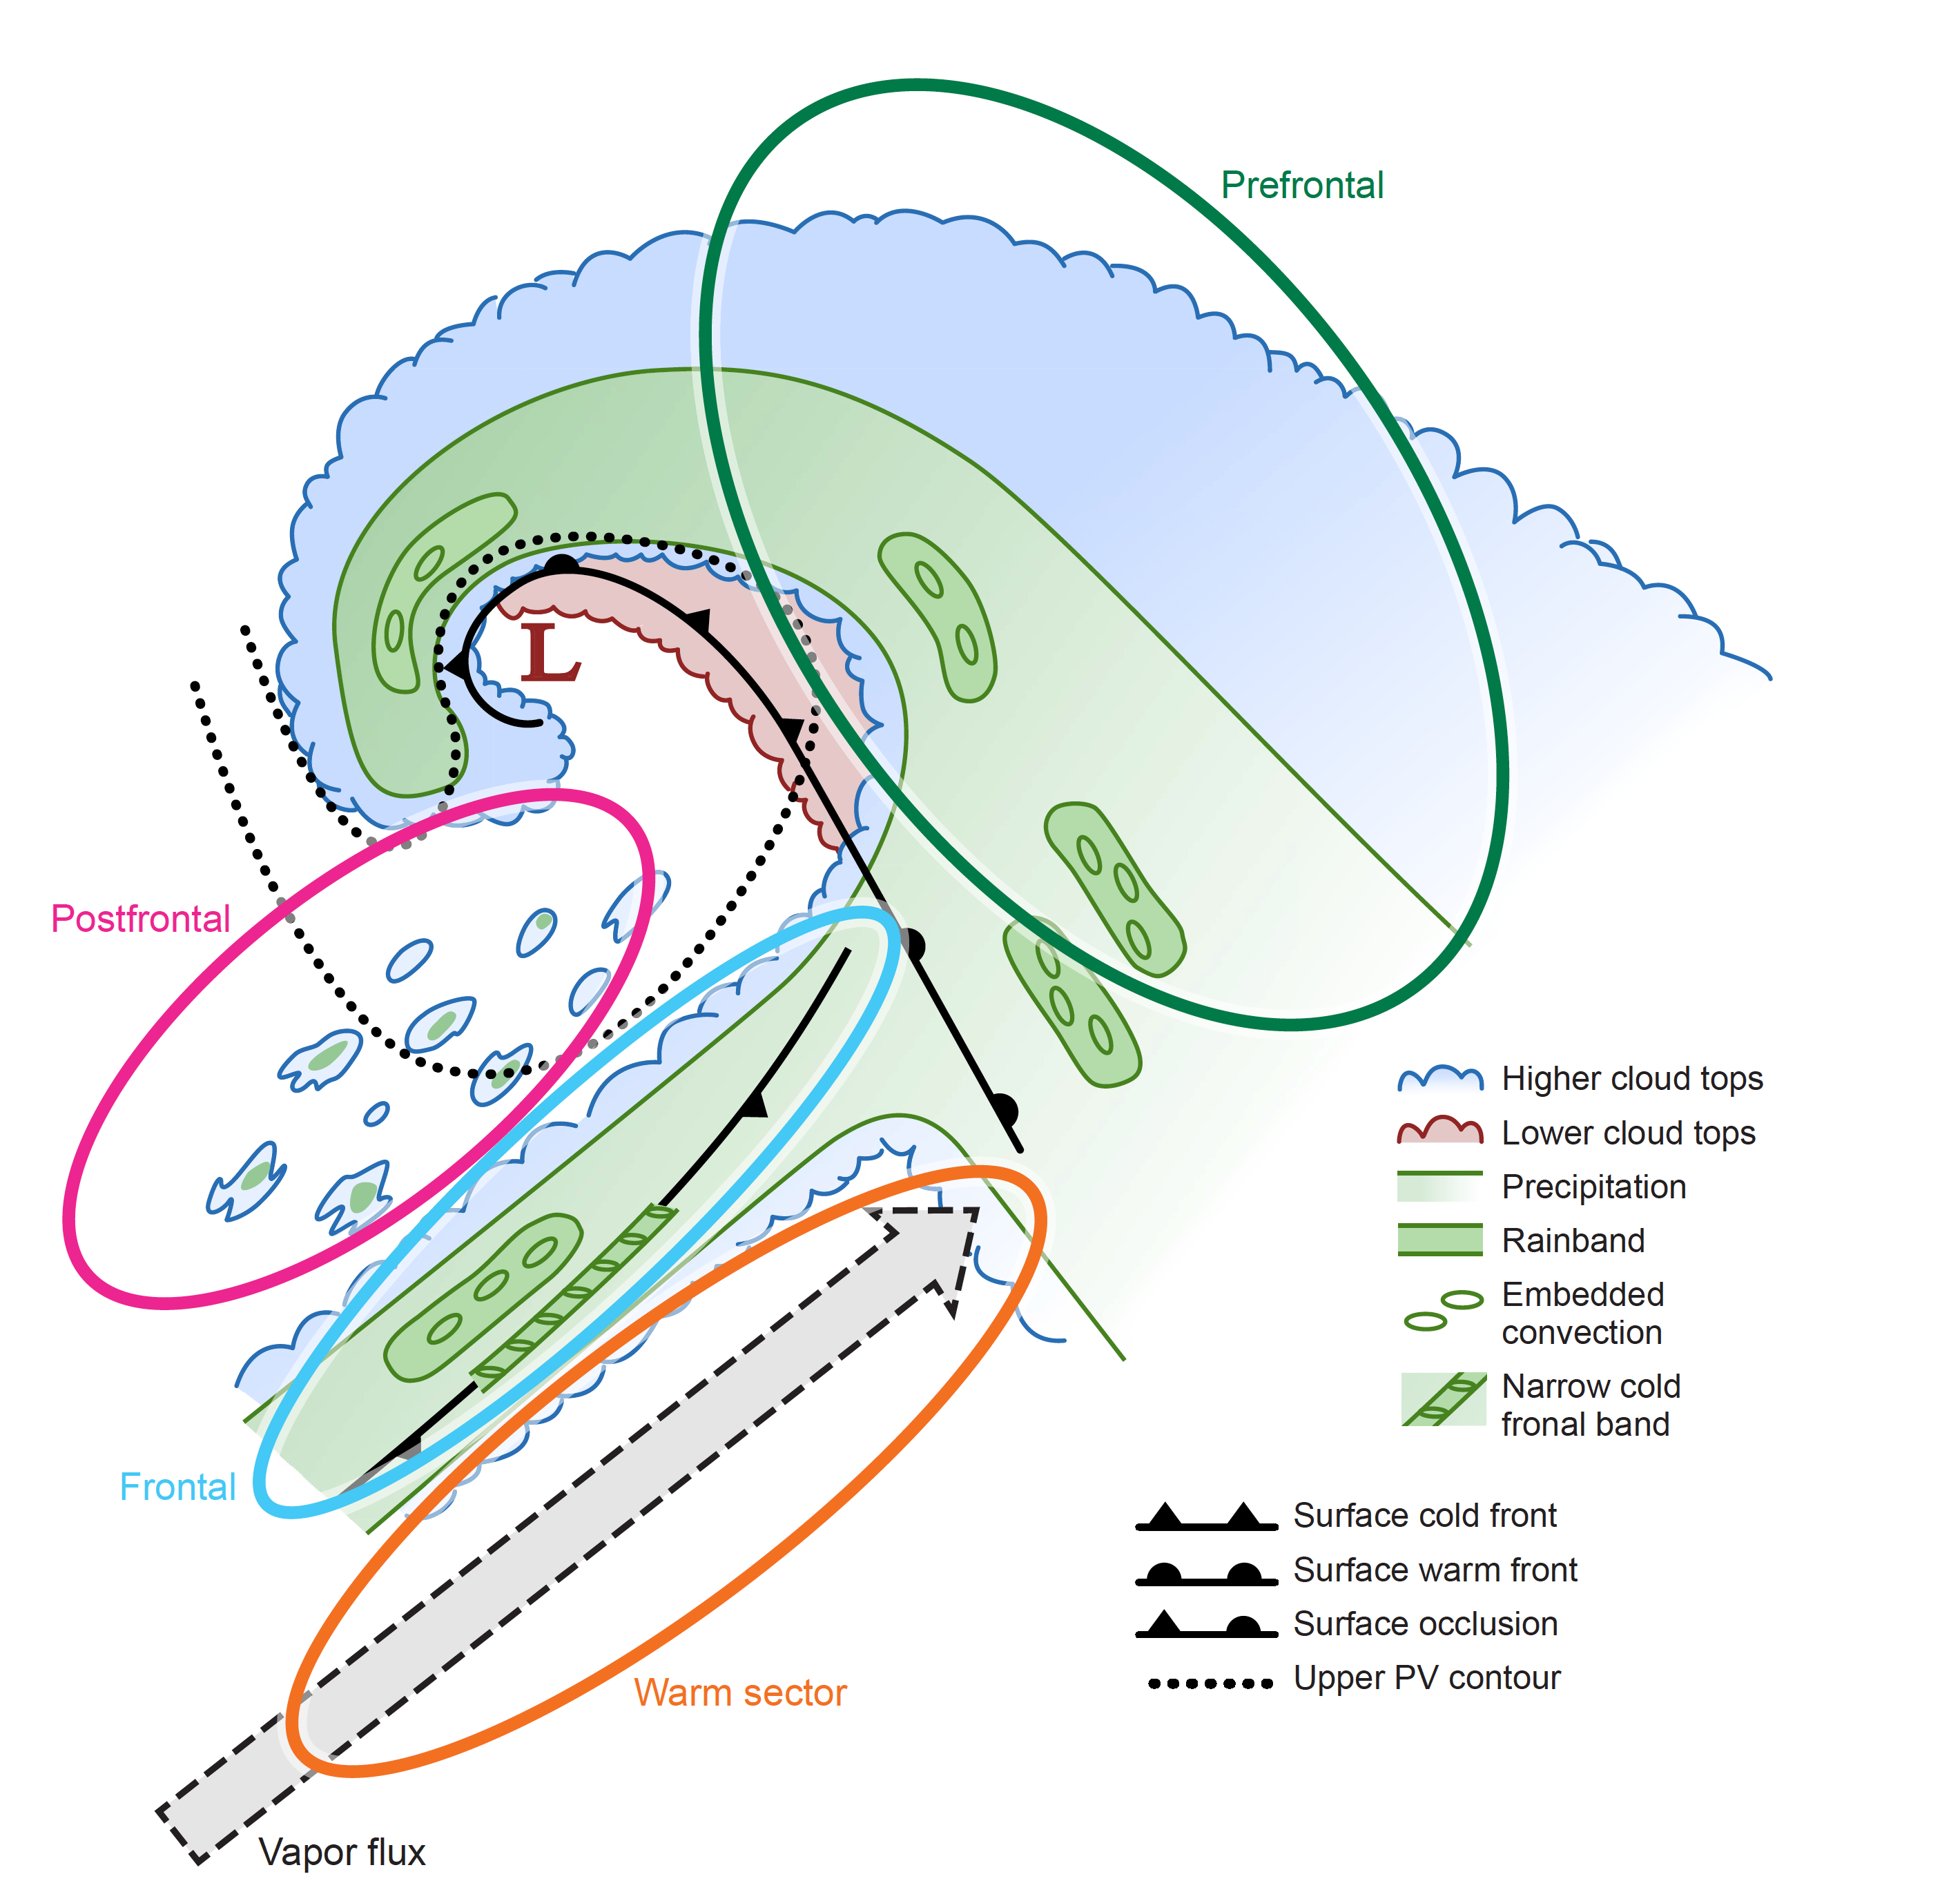 Prefrontal
L
Postfrontal
Higher cloud tops
Lower cloud tops
Precipitation
Rainband
Embedded
convection
Narrow cold
fronal band
Frontal
Surface cold front
Surface warm front
Surface occlusion
Upper PV contour
Warm sector
Vapor flux